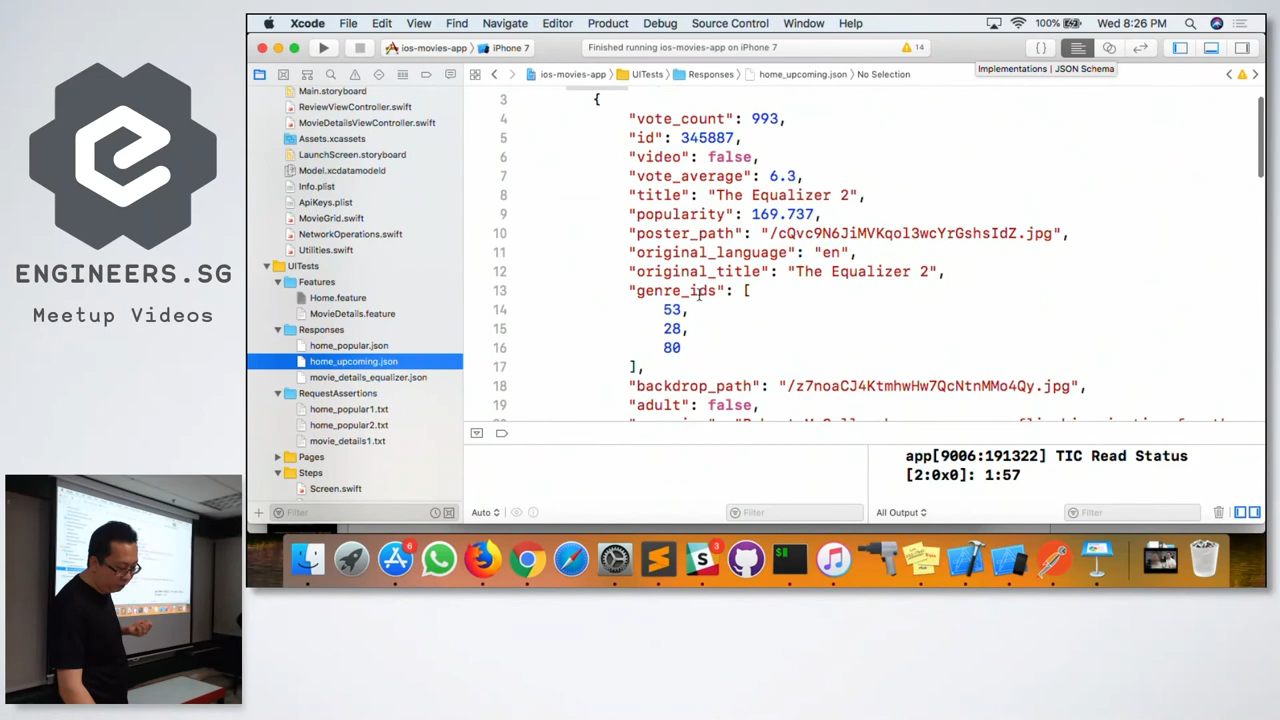 Xcode File Edit View Find Navigate Editor Product Debug Source Control Window Help
100% Wed 8:26 PM
ios-movies-app iPhone 7
Finished running ios-movies-app on iPhone 7
14
Implementations | JSON Schema
ios-movies-app UITests Responses home_upcoming.json No Selection
Main.storyboard
ReviewViewController.swift
MovieDetailsViewController.swift
Assets.xcassets
LaunchScreen.storyboard
Model.xcdatamodeld
Info.plist
ApiKeys.plist
MovieGrid.swift
NetworkOperations.swift
Utilities.swift
UITests
Features
Home.feature
MovieDetails.feature
Responses
home_popular.json
home_upcoming.json
movie_details_equalizer.json
RequestAssertions
home_popular1.txt
home_popular2.txt
movie_details1.txt
Pages
Steps
Screen.swift
Filter
3 {
4 "vote_count": 993,
5 "id": 345887,
6 "video": false,
7 "vote_average": 6.3,
8 "title": "The Equalizer 2",
9 "popularity": 169.737,
10 "poster_path": "/cQvc9N6JiMVKqol3wcYrGshsIdZ.jpg",
11 "original_language": "en",
12 "original_title": "The Equalizer 2",
13 "genre_ids": [
14 53,
15 28,
16 80
17 ],
18 "backdrop_path": "/z7noaCJ4KtmhwHw7QcNtnMMo4Qy.jpg",
19 "adult": false,
app[9006:191322] TIC Read Status
[2:0x0]: 1:57
Auto
Filter
All Output
Filter
6
3
ENGINEERS.SG
Meetup Videos